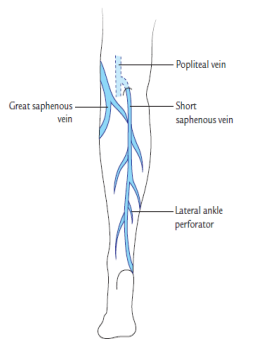 Popliteal vein
Great saphenous
vein
Short
saphenous vein
Lateral ankle
perforator